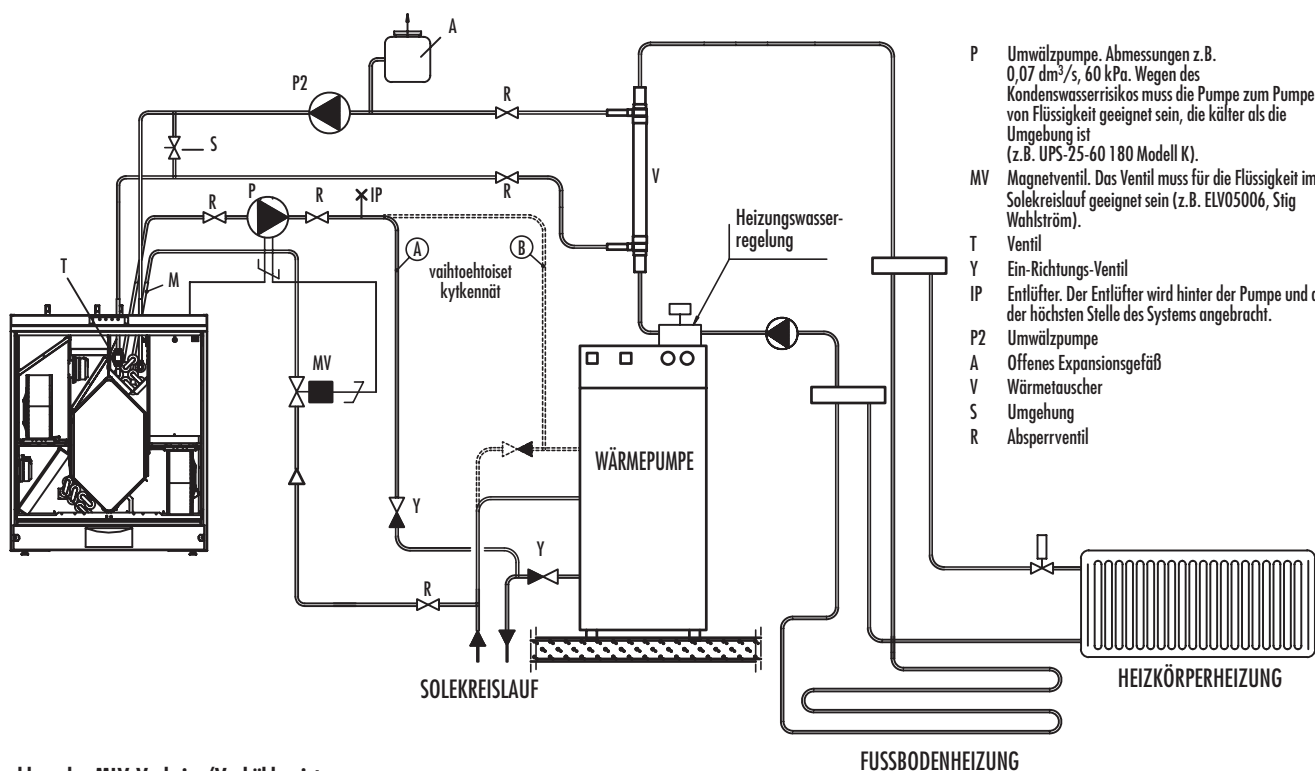 A
P2
R
S
R
V
R
P
R
IP
T
M
A
B
vaihtoehtoiset
kytkennät
Heizungswasser-
regelung
MV
WÄRMEPUMPE
Y
Y
R
SOLEKREISLAUF
FUSSBODENHEIZUNG
HEIZKÖRPERHEIZUNG
P Umwälzpumpe. Abmessungen z.B.
0,07 dm³/s, 60 kPa. Wegen des
Kondenswasserrisikos muss die Pumpe zum Pumpe
von Flüssigkeit geeignet sein, die kälter als die
Umgebung ist
(z.B. UPS-25-60 180 Modell K).
MV Magnetventil. Das Ventil muss für die Flüssigkeit im
Solekreislauf geeignet sein (z.B. ELV05006, Stig
Wahlström).
T Ventil
Y Ein-Richtungs-Ventil
IP Entlüfter. Der Entlüfter wird hinter der Pumpe und
der höchsten Stelle des Systems angebracht.
P2 Umwälzpumpe
A Offenes Expansionsgefäß
V Wärmetauscher
S Umgehung
R Absperrventil